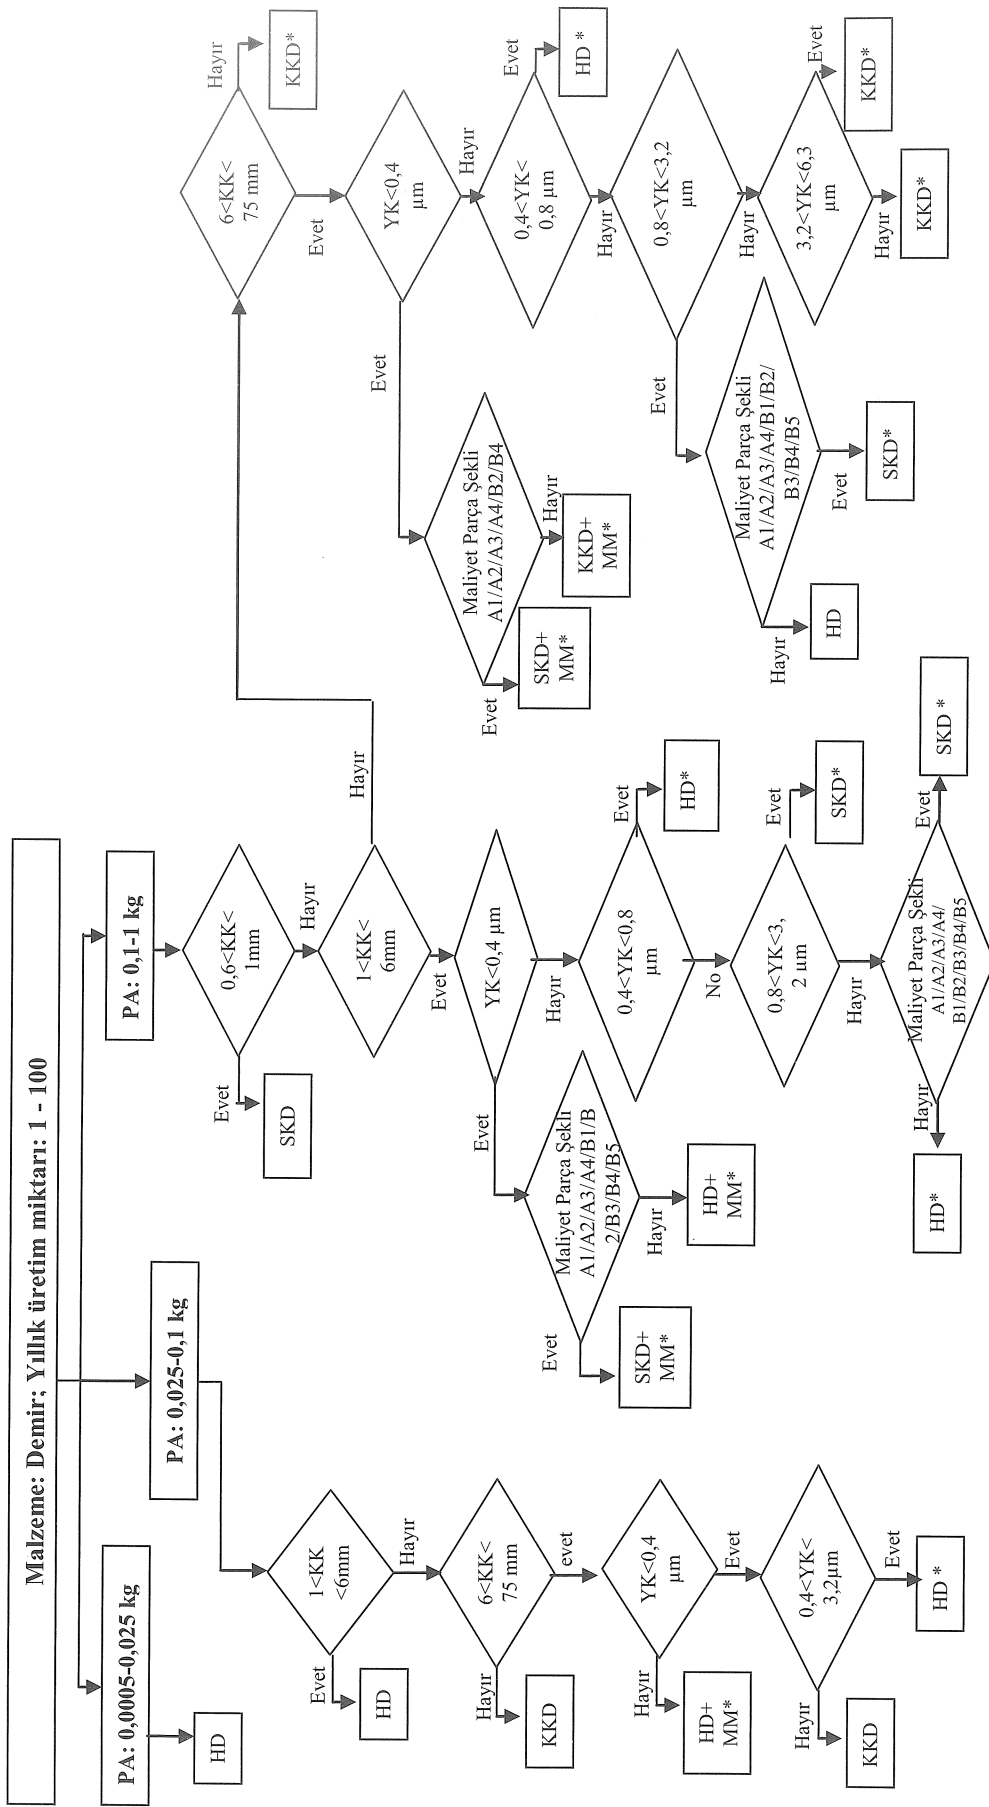 Malzeme: Demir; Yıllık üretim miktarı: 1 - 100
PA: 0,0005-0,025 kg
HD
PA: 0,025-0,1 kg
1<KK
<6mm
Evet
HD
Hayır
6<KK<
75 mm
Hayır
KKD
evet
YK<0,4
µm
Hayır
HD+
MM*
Evet
0,4<YK<
3,2µm
Hayır
KKD
Evet
HD *
PA: 0,1-1 kg
0,6<KK<
1mm
Evet
SKD
Hayır
1<KK<
6mm
Hayır
Evet
YK<0,4 µm
Evet
Maliyet Parça Şekli
A1/A2/A3/A4/B1/B
2/B3/B4/B5
Evet
SKD+
MM*
Hayır
HD+
MM*
Hayır
0,4<YK<0,8
µm
Evet
HD*
No
0,8<YK<3,
2 µm
Evet
SKD*
Hayır
Maliyet Parça Şekli
A1/A2/A3/A4/
B1/B2/B3/B4/B5
Hayır
HD*
Evet
SKD *
6<KK<
75 mm
Hayır
KKD*
Evet
YK<0,4
µm
Evet
Maliyet Parça Şekli
A1/A2/A3/A4/B2/B4
Evet
SKD+
MM*
Hayır
KKD+
MM*
Hayır
0,4<YK<
0,8 µm
Evet
HD *
Hayır
0,8<YK<3,2
µm
Evet
Maliyet Parça Şekli
A1/A2/A3/A4/B1/B2/
B3/B4/B5
Hayır
HD
Evet
SKD*
Hayır
3,2<YK<6,3
µm
Evet
KKD*
Hayır
KKD*